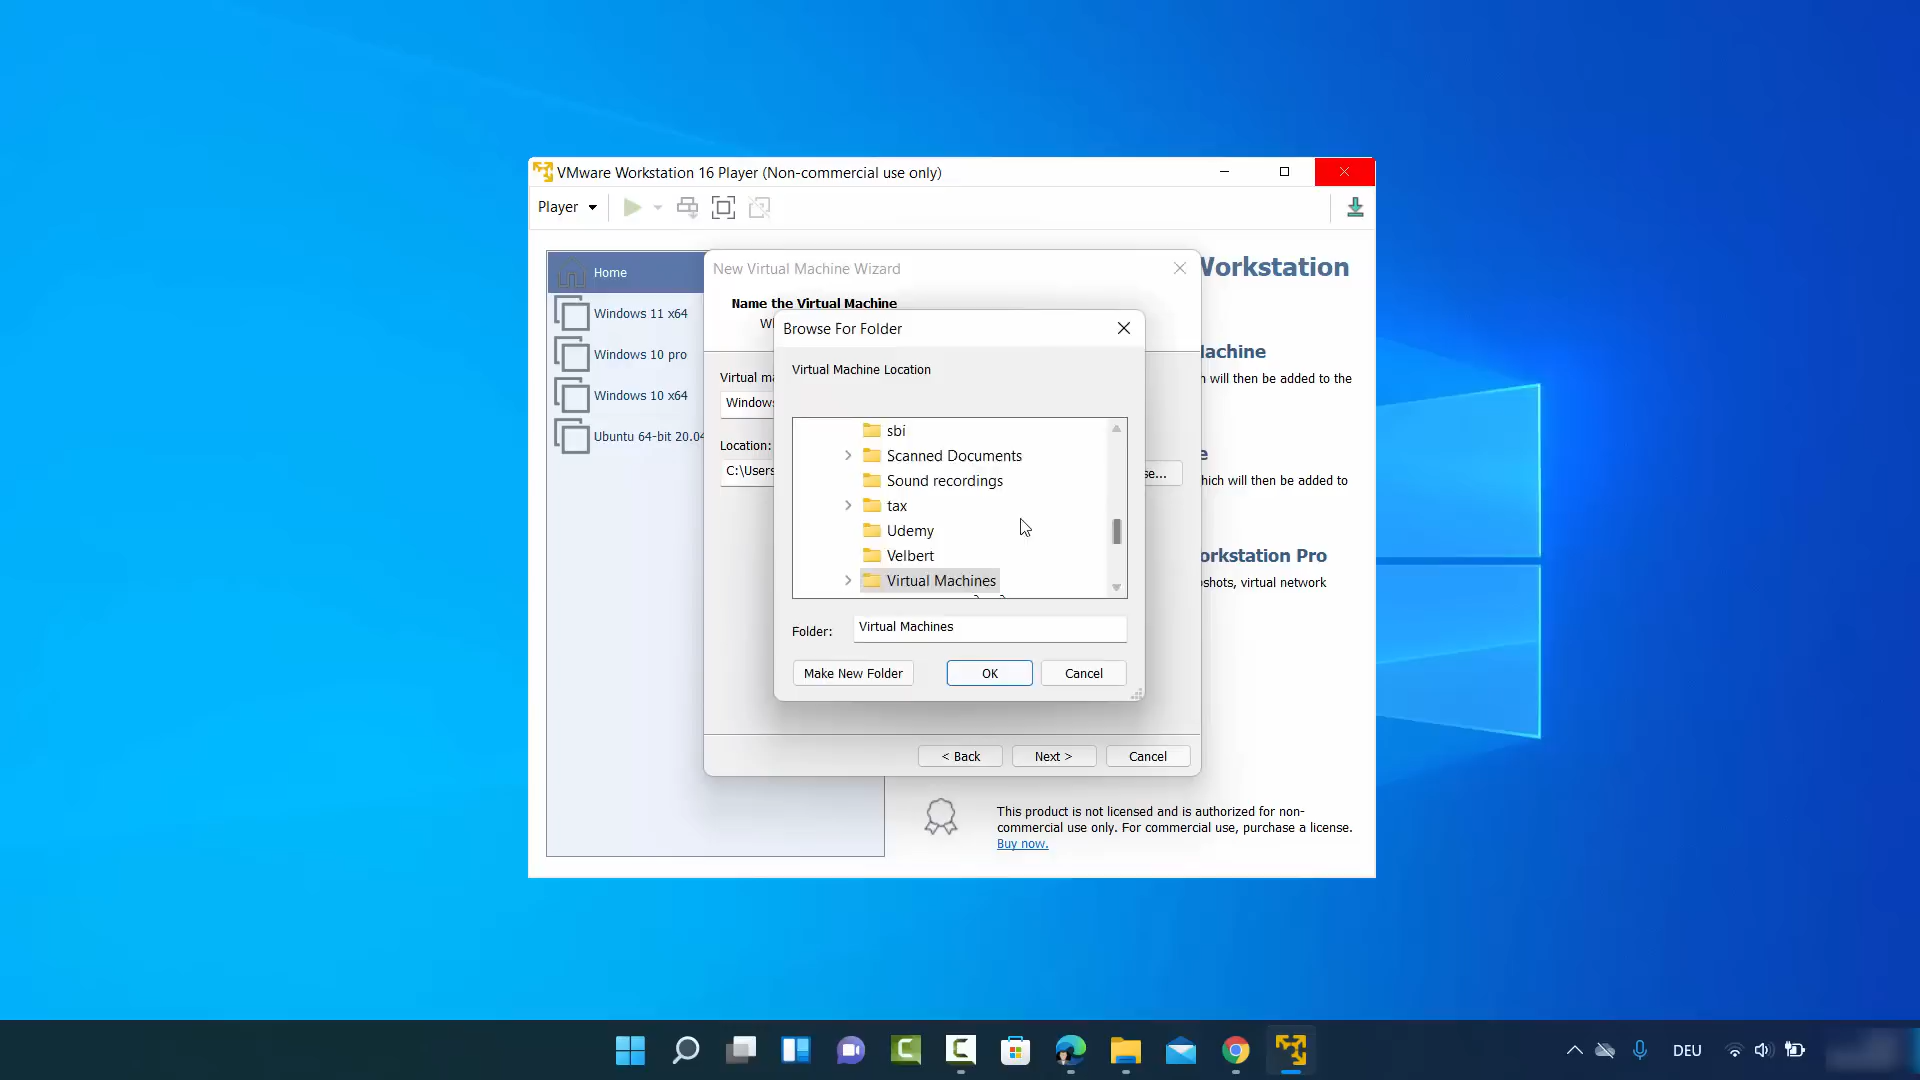 VMware Workstation 16 Player (Non-commercial use only)
Player
Home
Windows 11 x64
Windows 10 pro
Windows 10 x64
Ubuntu 64-bit 20.04
New Virtual Machine Wizard
Name the Virtual Machine
Wh
Virtual ma
Windows
Location:
C:\Users
se...
< Back
Next >
Cancel
Browse For Folder
Virtual Machine Location
sbi
Scanned Documents
Sound recordings
tax
Udemy
Velbert
Virtual Machines
Folder:
Virtual Machines
Make New Folder
OK
Cancel
Workstation
Machine
h will then be added to the
e
hich will then be added to
orkstation Pro
pshots, virtual network
This product is not licensed and is authorized for non-
commercial use only. For commercial use, purchase a license.
Buy now.
DEU